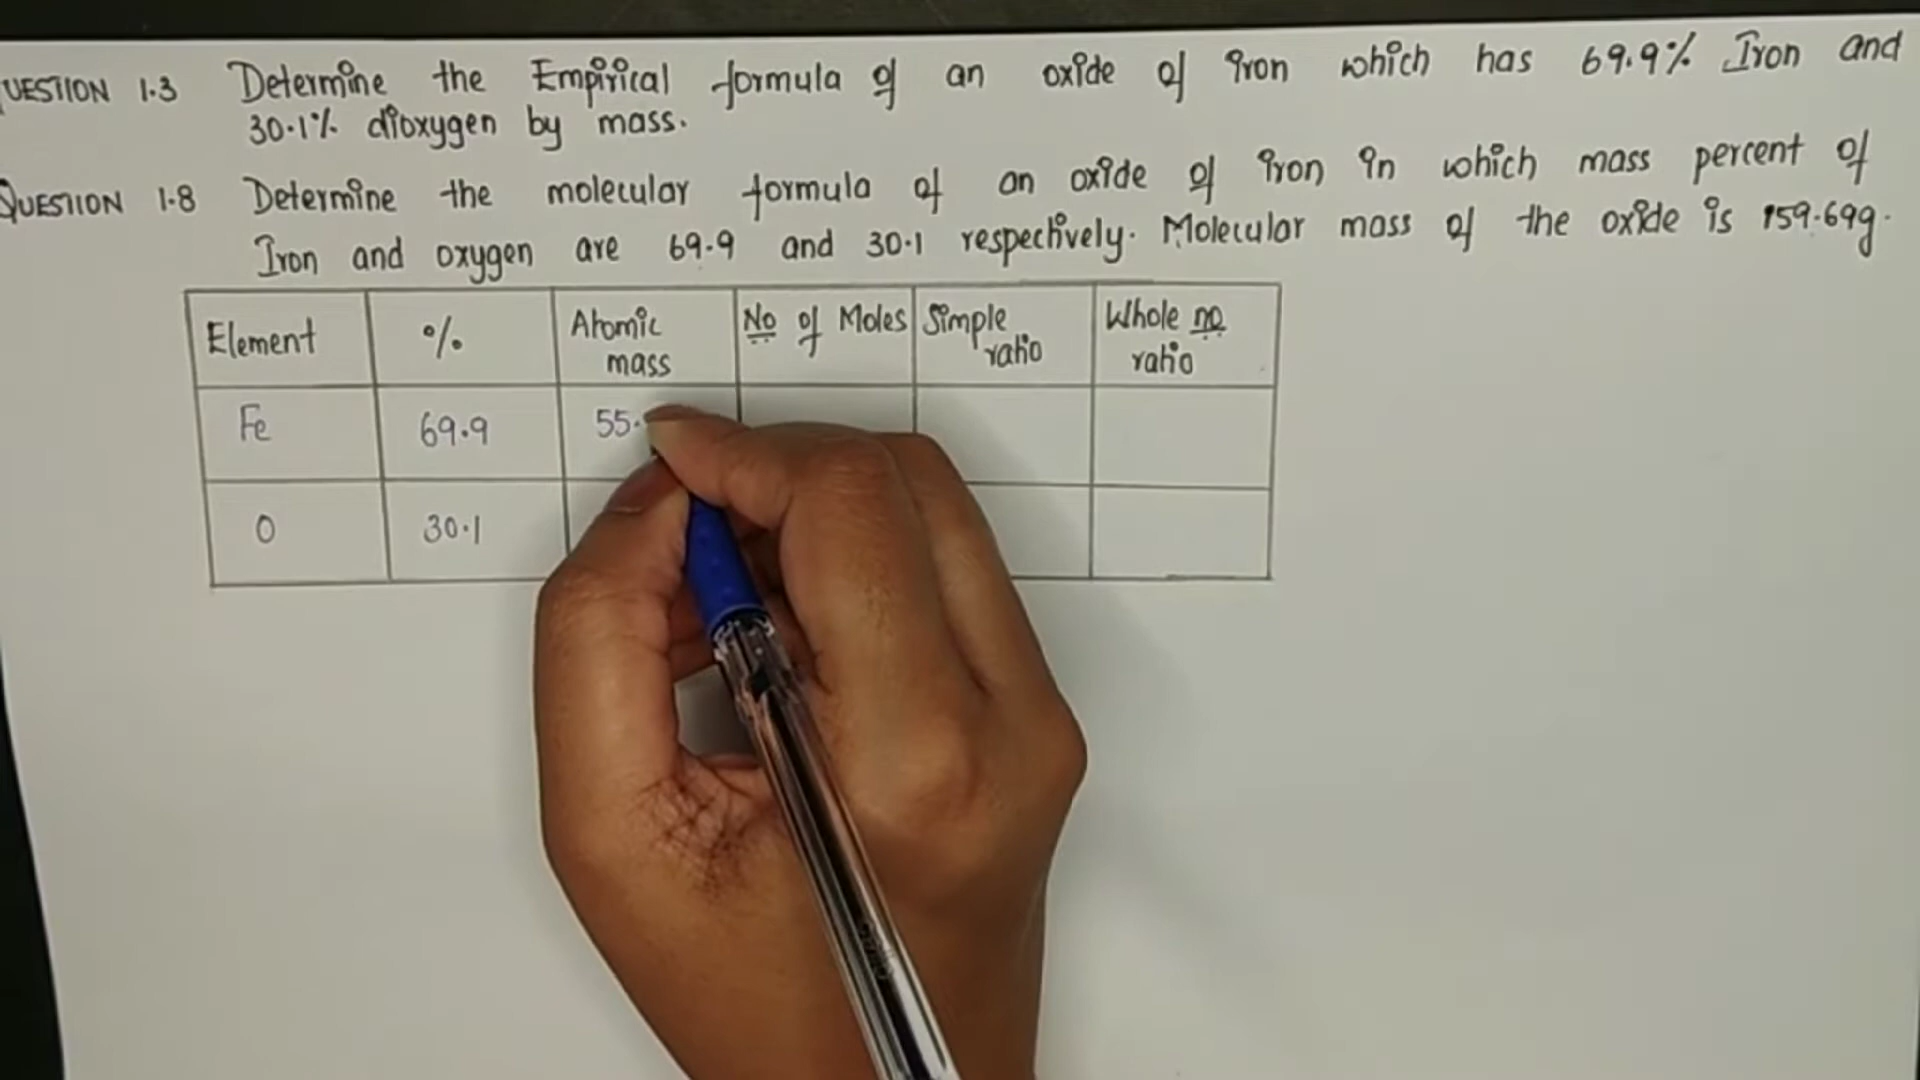 QUESTION 1.3 Determine the Empirical formula of an oxide of iron which has 69.9% Iron and
30.1% dioxygen by mass.
QUESTION 1.8 Determine the molecular formula of an oxide of iron in which mass percent of
Iron and oxygen are 69.9 and 30.1 respectively. Molecular mass of the oxide is 159.69g.
Element % Atomic mass No of Moles Simple ratio Whole no ratio
Fe 69.9 55.
O 30.1